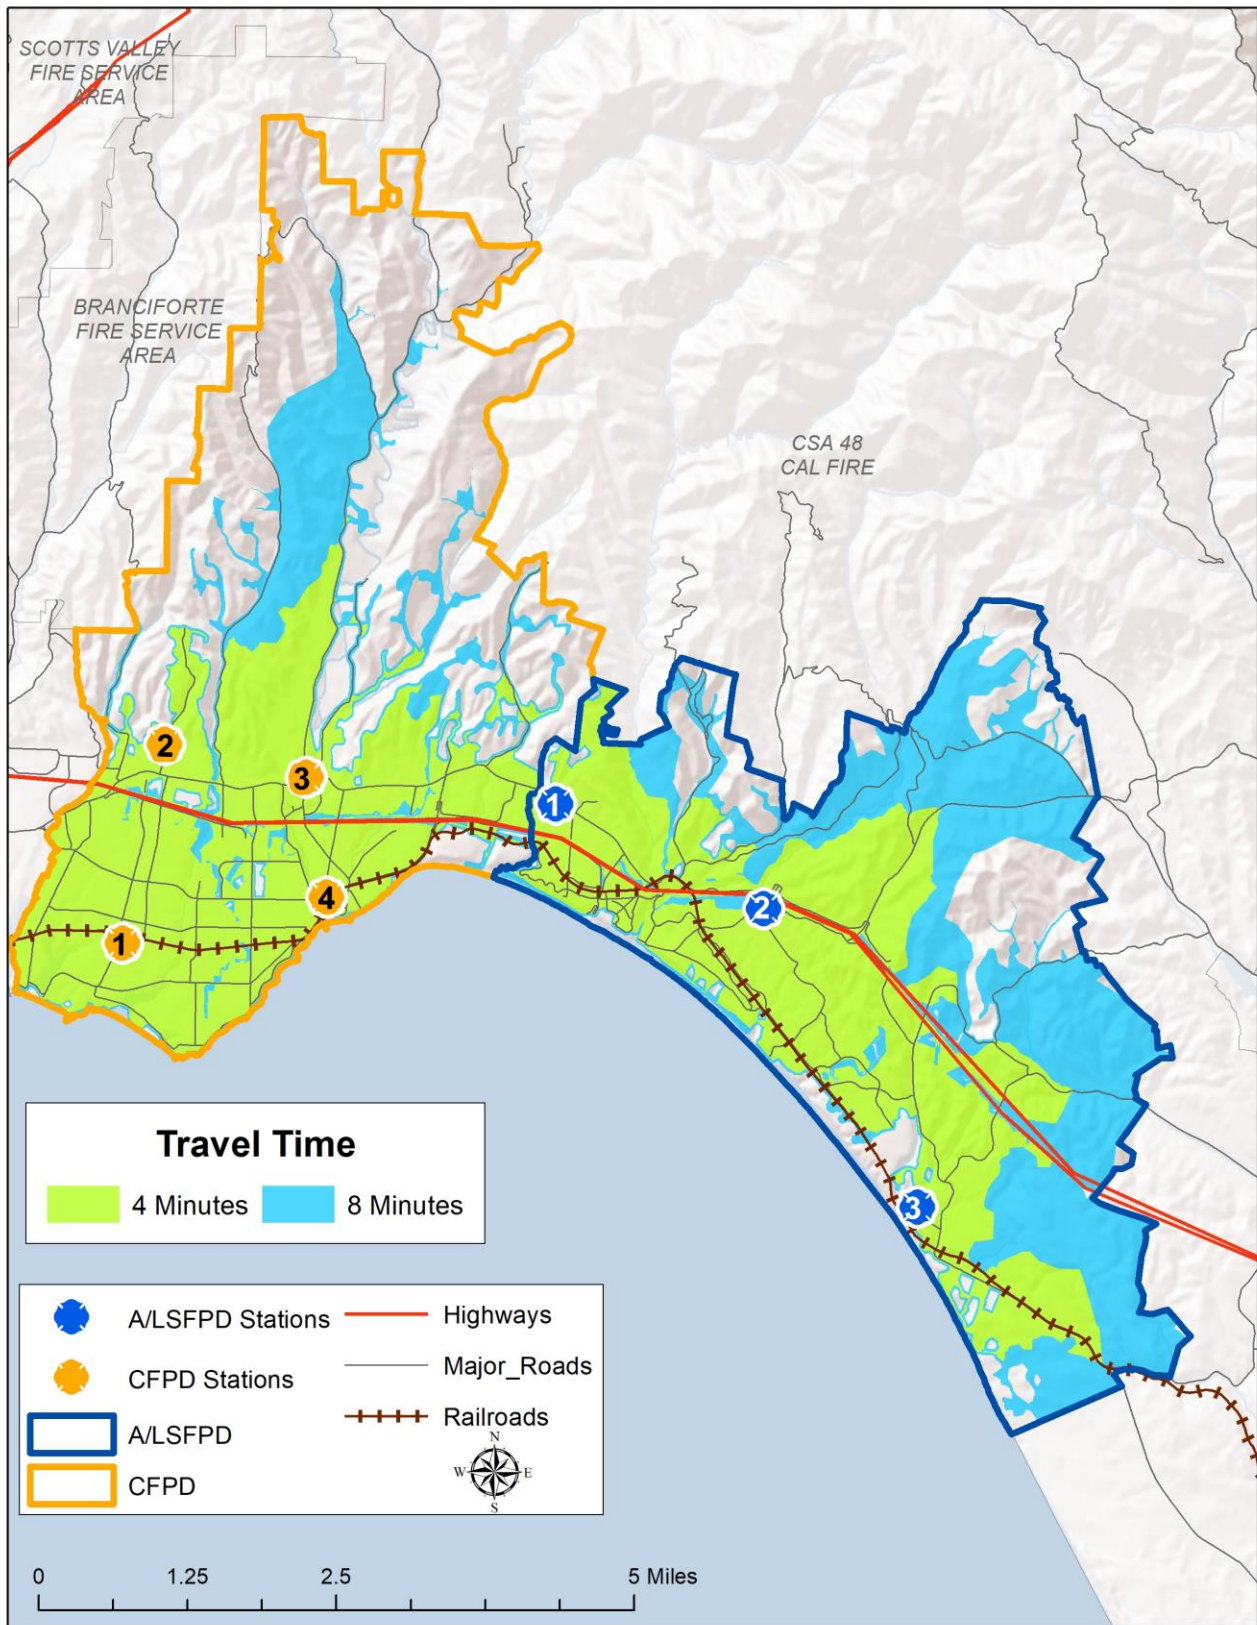 SCOTTS VALLEY
FIRE SERVICE
AREA
BRANCIFORTE
FIRE SERVICE
AREA
CSA 48
CAL FIRE
2
3
1
4
1
2
3
Travel Time
4 Minutes
8 Minutes
A/LSFPD Stations
Highways
CFPD Stations
Major_Roads
A/LSFPD
Railroads
CFPD
N
W
E
S
0 1.25 2.5 5 Miles